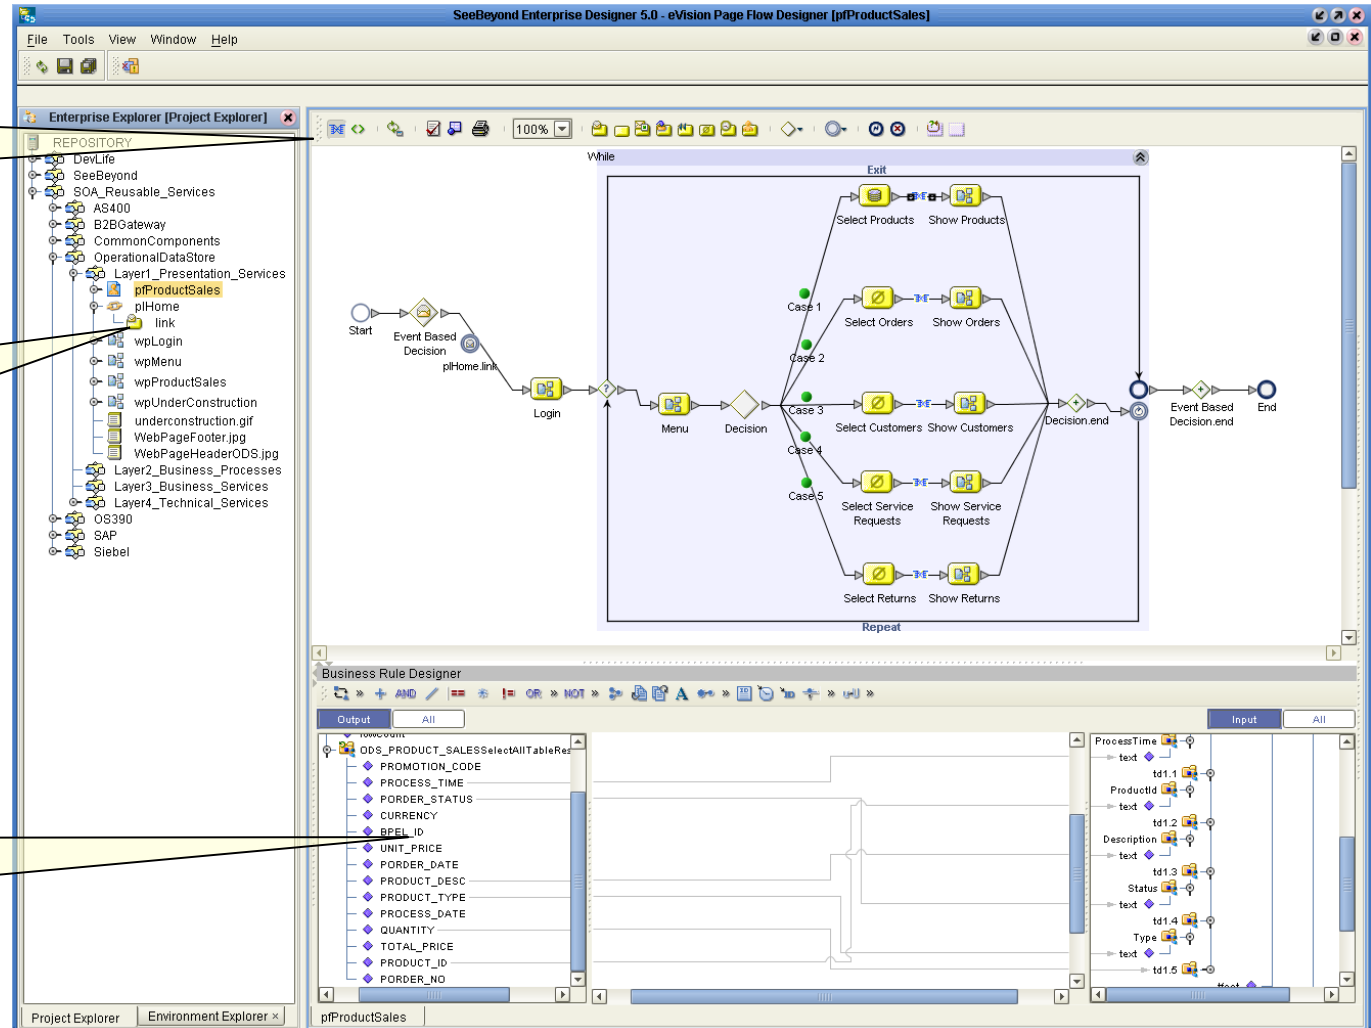 SeeBeyond Enterprise Designer 5.0 - eVision Page Flow Designer [pfProductSales]
File Tools View Window Help
Enterprise Explorer [Project Explorer]
REPOSITORY
DevLife
SeeBeyond
SOA_Reusable_Services
AS400
B2BGateway
CommonComponents
OperationalDataStore
Layer1_Presentation_Services
pfProductSales
plHome
link
wpLogin
wpMenu
wpProductSales
wpUnderConstruction
underconstruction.gif
WebPageFooter.jpg
WebPageHeaderODS.jpg
Layer2_Business_Processes
Layer3_Business_Services
Layer4_Technical_Services
OS390
SAP
Siebel
Project Explorer
Environment Explorer ×
100%
While
Exit
Select Products
Show Products
Case 1
Select Orders
Show Orders
Start
Event Based
Decision
plHome.link
Case 2
Login
Menu
Decision
Case 3
Select Customers
Show Customers
Decision.end
Event Based
Decision.end
End
Case 4
Case 5
Select Service
Requests
Show Service
Requests
Select Returns
Show Returns
Repeat
Business Rule Designer
» + AND / == != OR » NOT » A » » »
Output
All
Input
All
rowCount
ODS_PRODUCT_SALESSelectAllTableRes
PROMOTION_CODE
PROCESS_TIME
PORDER_STATUS
CURRENCY
BPEL_ID
UNIT_PRICE
PORDER_DATE
PRODUCT_DESC
PRODUCT_TYPE
PROCESS_DATE
QUANTITY
TOTAL_PRICE
PRODUCT_ID
PORDER_NO
ProcessTime
text
td1.1
ProductId
text
td1.2
Description
text
td1.3
Status
text
td1.4
Type
text
td1.5
pfProductSales